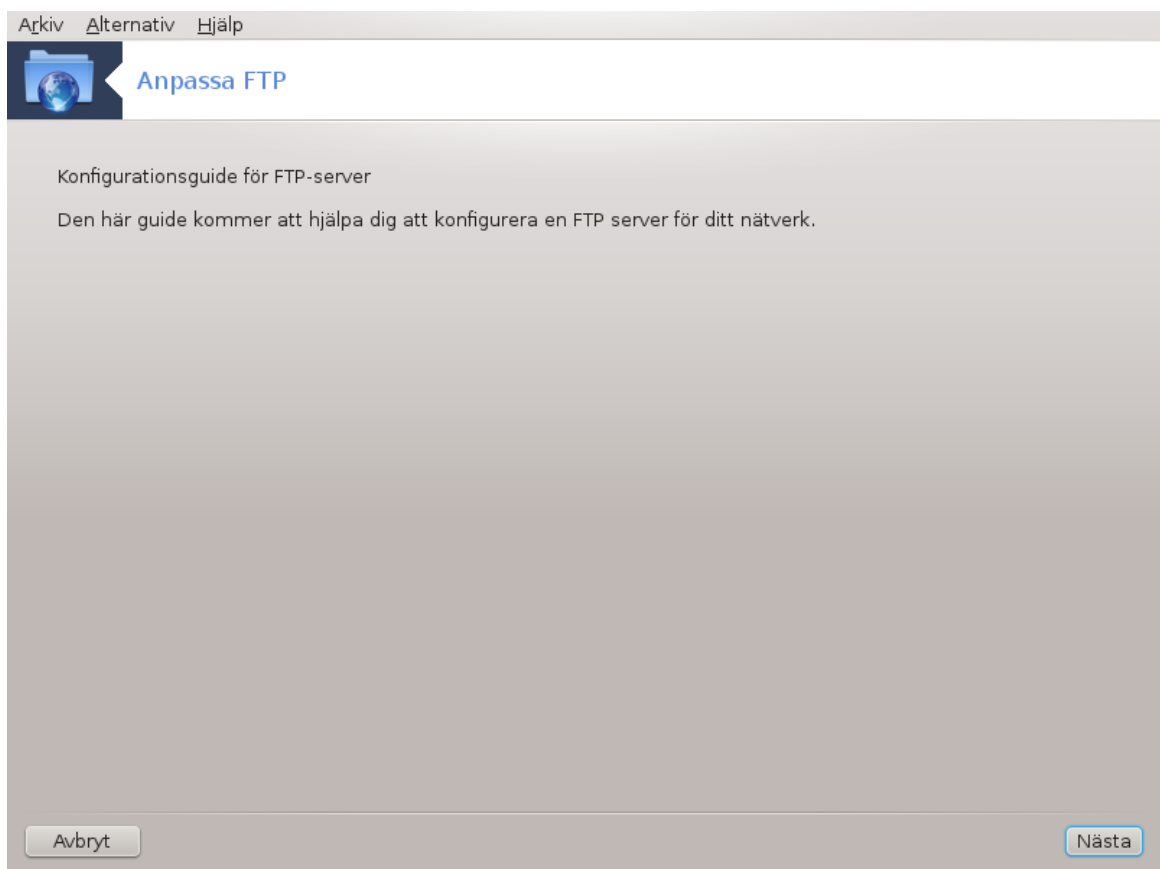 Arkiv Alternativ Hjälp
Anpassa FTP
Konfigurationsguide för FTP-server
Den här guide kommer att hjälpa dig att konfigurera en FTP server för ditt nätverk.
Avbryt Nästa